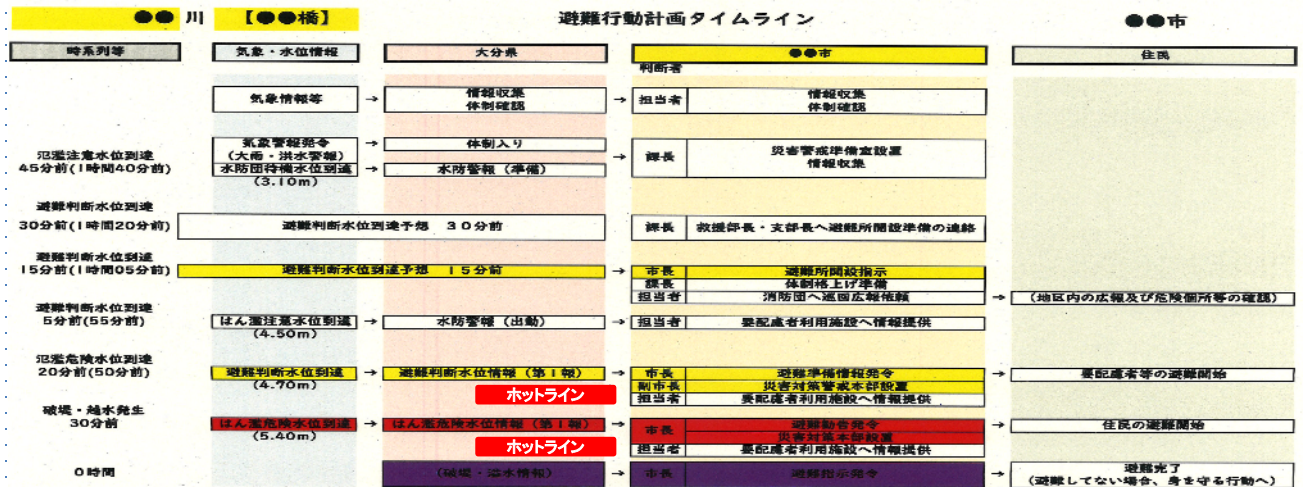 ●●川 【●●橋】 避難行動計画タイムライン ●●市
時系列等 気象・水位情報 大分県 ●●市 住民
判断者
気象情報等 → 情報収集 → 担当者 情報収集
体制確認 体制確認
気象警報発令 → 体制入り
(大雨・洪水警報)
氾濫注意水位到達 → 課長 災害警戒準備室設置
45分前(1時間40分前) 水防団待機水位到達 → 水防警報（準備） 情報収集
(3.10m)
避難判断水位到達
30分前(1時間20分前) 避難判断水位到達予想 30分前 課長 救援部長・支部長へ避難所開設準備の連絡
避難判断水位到達
15分前(1時間05分前) 避難判断水位到達予想 15分前 → 市長 避難所開設指示
課長 体制格上げ準備
担当者 消防団へ巡回広報依頼 → (地区内の広報及び危険個所等の確認)
避難判断水位到達
5分前(55分前) はん濫注意水位到達 → 水防警報（出動） → 担当者 要配慮者利用施設へ情報提供
(4.50m)
氾濫危険水位到達
20分前(50分前) 避難判断水位到達 → 避難判断水位情報（第1報） → 市長 避難準備情報発令 → 要配慮者等の避難開始
(4.70m) 副市長 災害対策警戒本部設置
ホットライン 担当者 要配慮者利用施設へ情報提供
破堤・越水発生
30分前 はん濫危険水位到達 → はん濫危険水位情報（第1報） → 市長 避難勧告発令 → 住民の避難開始
(5.40m) 災害対策本部設置
ホットライン 担当者 要配慮者利用施設へ情報提供
0時間 (破堤・溢水情報) → 市長 避難指示発令 → 避難完了
(避難してない場合、身を守る行動へ)